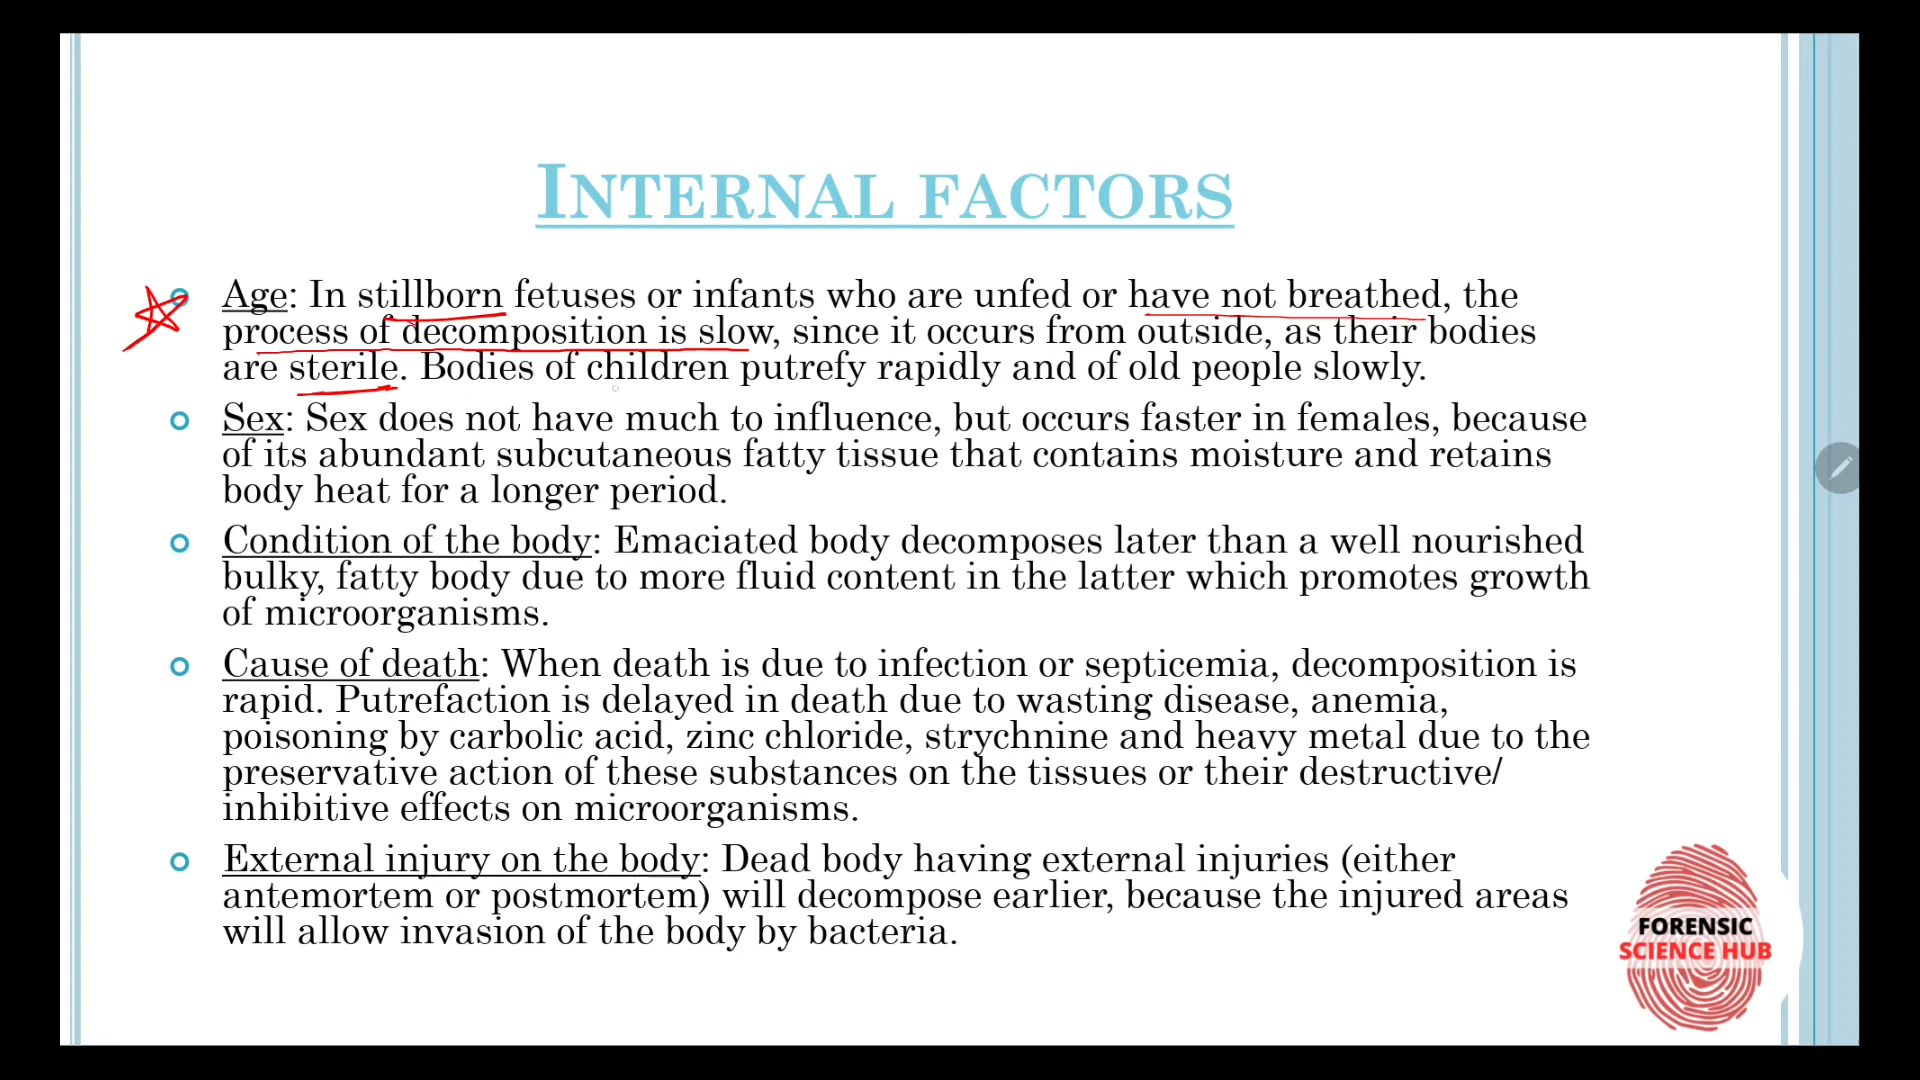 INTERNAL FACTORS
Age: In stillborn fetuses or infants who are unfed or have not breathed, the
process of decomposition is slow, since it occurs from outside, as their bodies
are sterile. Bodies of children putrefy rapidly and of old people slowly.
Sex: Sex does not have much to influence, but occurs faster in females, because
of its abundant subcutaneous fatty tissue that contains moisture and retains
body heat for a longer period.
Condition of the body: Emaciated body decomposes later than a well nourished
bulky, fatty body due to more fluid content in the latter which promotes growth
of microorganisms.
Cause of death: When death is due to infection or septicemia, decomposition is
rapid. Putrefaction is delayed in death due to wasting disease, anemia,
poisoning by carbolic acid, zinc chloride, strychnine and heavy metal due to the
preservative action of these substances on the tissues or their destructive/
inhibitive effects on microorganisms.
External injury on the body: Dead body having external injuries (either
antemortem or postmortem) will decompose earlier, because the injured areas
will allow invasion of the body by bacteria.
FORENSIC
SCIENCE HUB